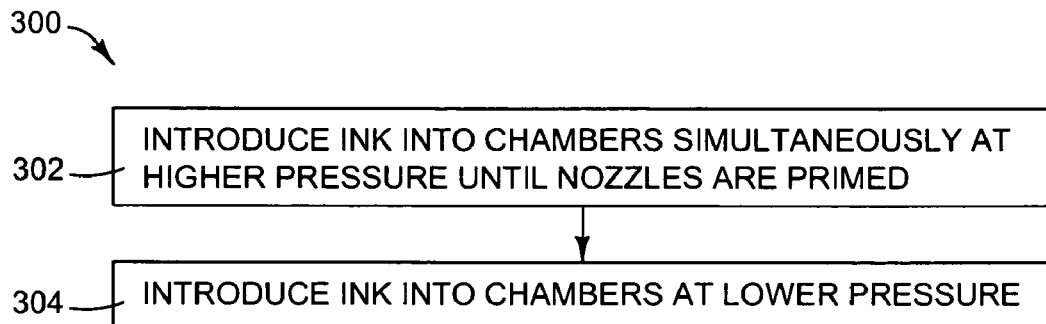 300
302
INTRODUCE INK INTO CHAMBERS SIMULTANEOUSLY AT
HIGHER PRESSURE UNTIL NOZZLES ARE PRIMED
304
INTRODUCE INK INTO CHAMBERS AT LOWER PRESSURE